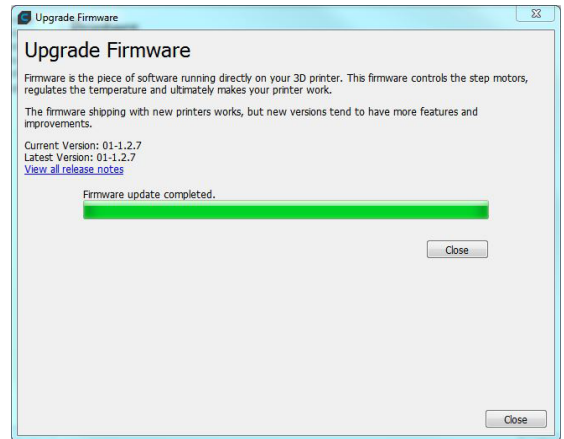 Upgrade Firmware
Upgrade Firmware
Firmware is the piece of software running directly on your 3D printer. This firmware controls the step motors,
regulates the temperature and ultimately makes your printer work.
The firmware shipping with new printers works, but new versions tend to have more features and
improvements.
Current Version: 01-1.2.7
Latest Version: 01-1.2.7
View all release notes
Firmware update completed.
Close
Close